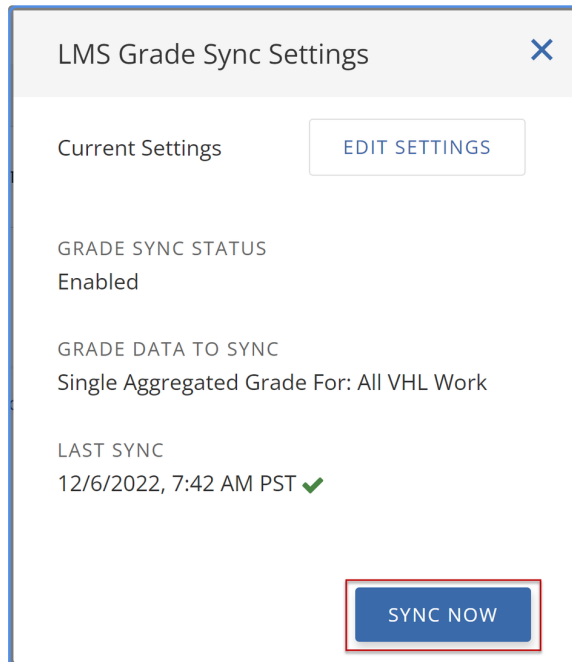 LMS Grade Sync Settings
Current Settings
EDIT SETTINGS
GRADE SYNC STATUS
Enabled
GRADE DATA TO SYNC
Single Aggregated Grade For: All VHL Work
LAST SYNC
12/6/2022, 7:42 AM PST
SYNC NOW